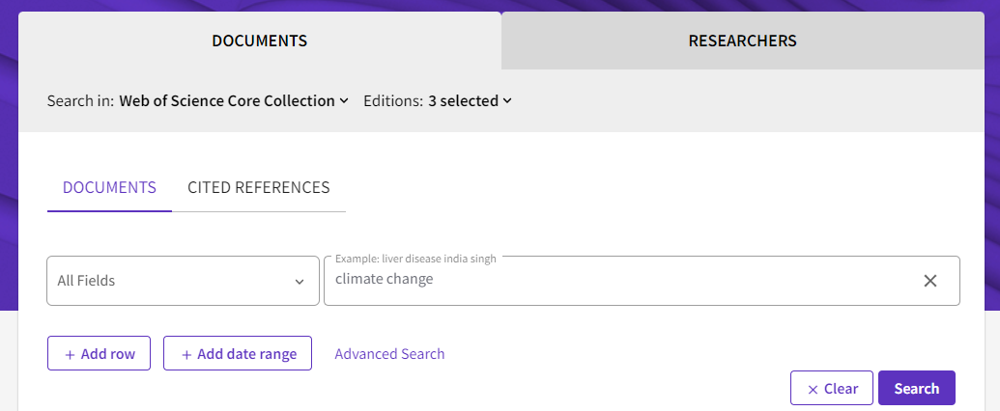 DOCUMENTS RESEARCHERS
Search in: Web of Science Core Collection Editions: 3 selected
DOCUMENTS CITED REFERENCES
Example: liver disease india singh
All Fields climate change
+ Add row + Add date range Advanced Search
× Clear Search